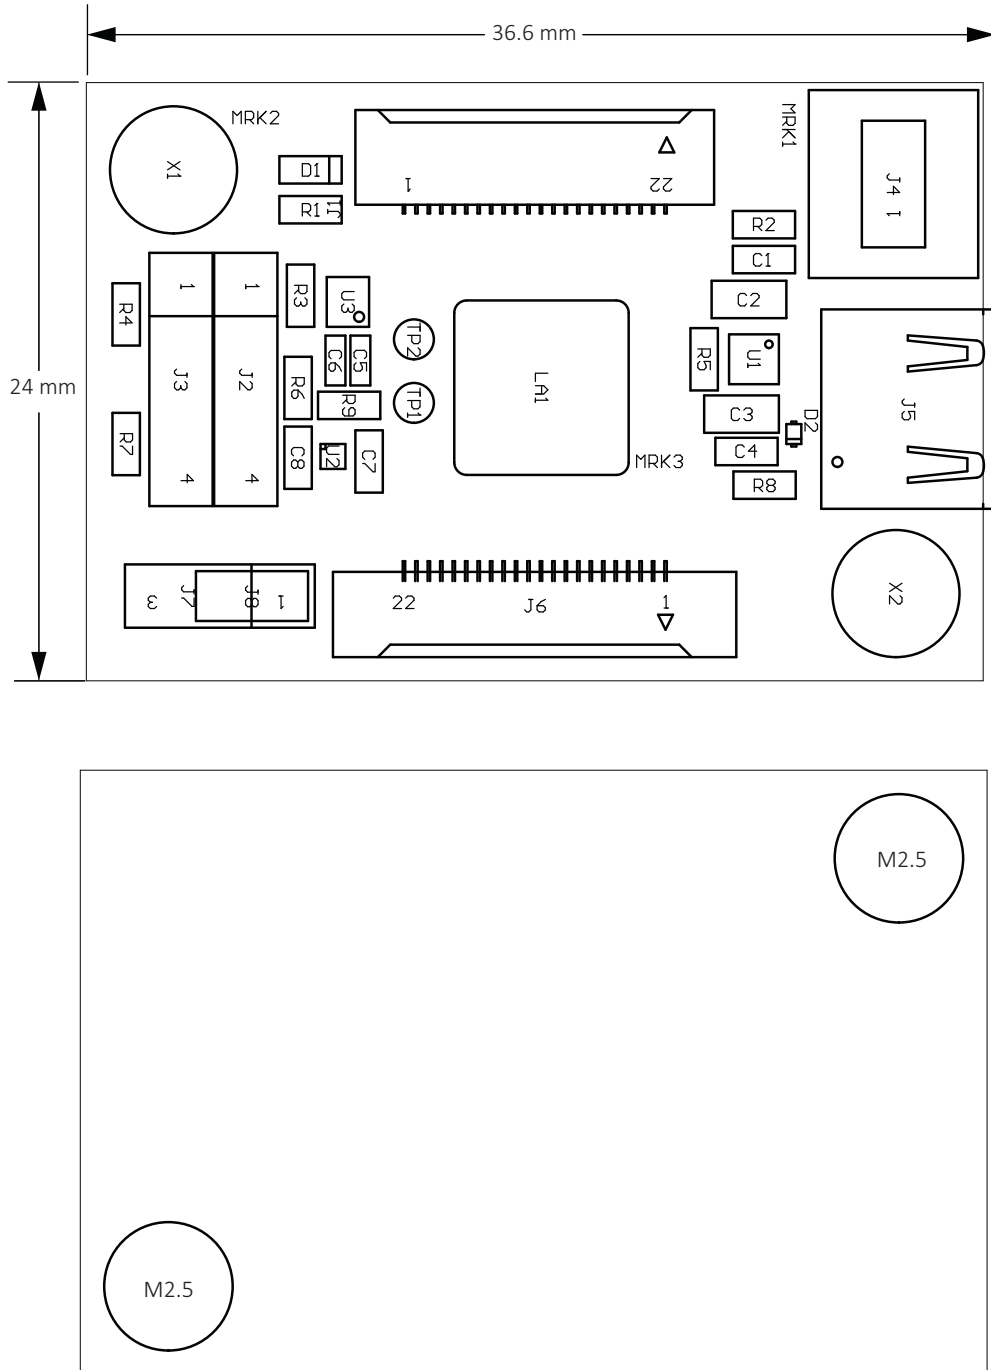 36.6 mm
MRK2
MRK1
X1
D1
1
22
R1
J1
J4 1
R2
C1
1
1
R3
U3
C2
R4
TP2
U1
24 mm
J3
J2
C6
C5
R5
R6
R9
TP1
LA1
C3
D2
J5
R7
C8
U2
C7
MRK3
C4
4
4
R8
3
J7
J8
1
22
J6
1
X2
M2.5
M2.5